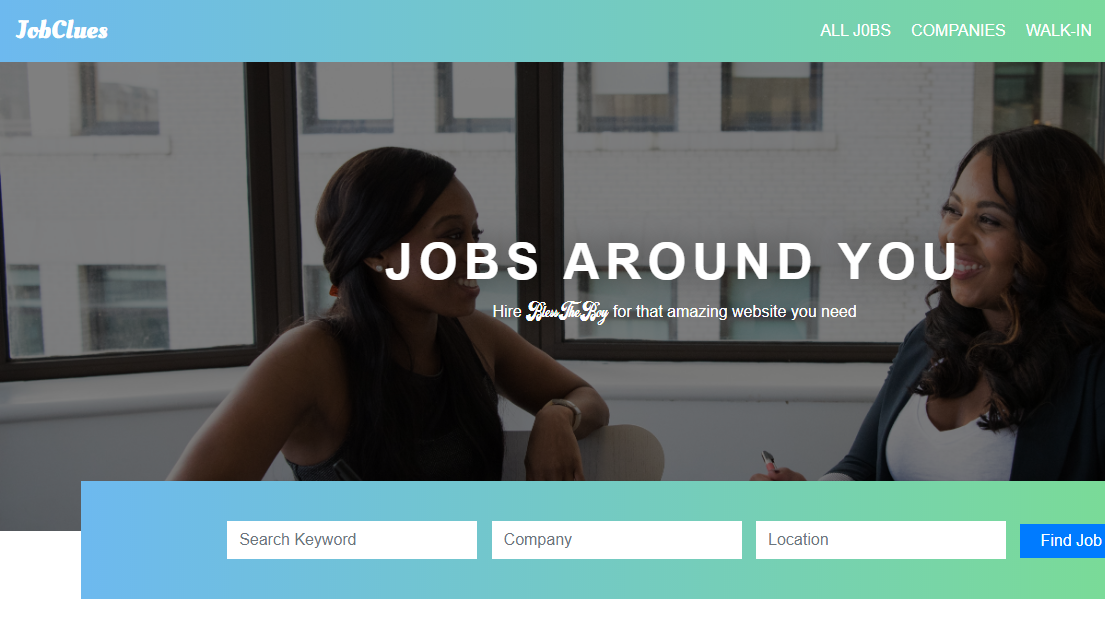 JobClues
ALL J0BS COMPANIES WALK-IN
JOBS AROUND YOU
Hire BlessTheBoy for that amazing website you need
Search Keyword Company Location Find Job